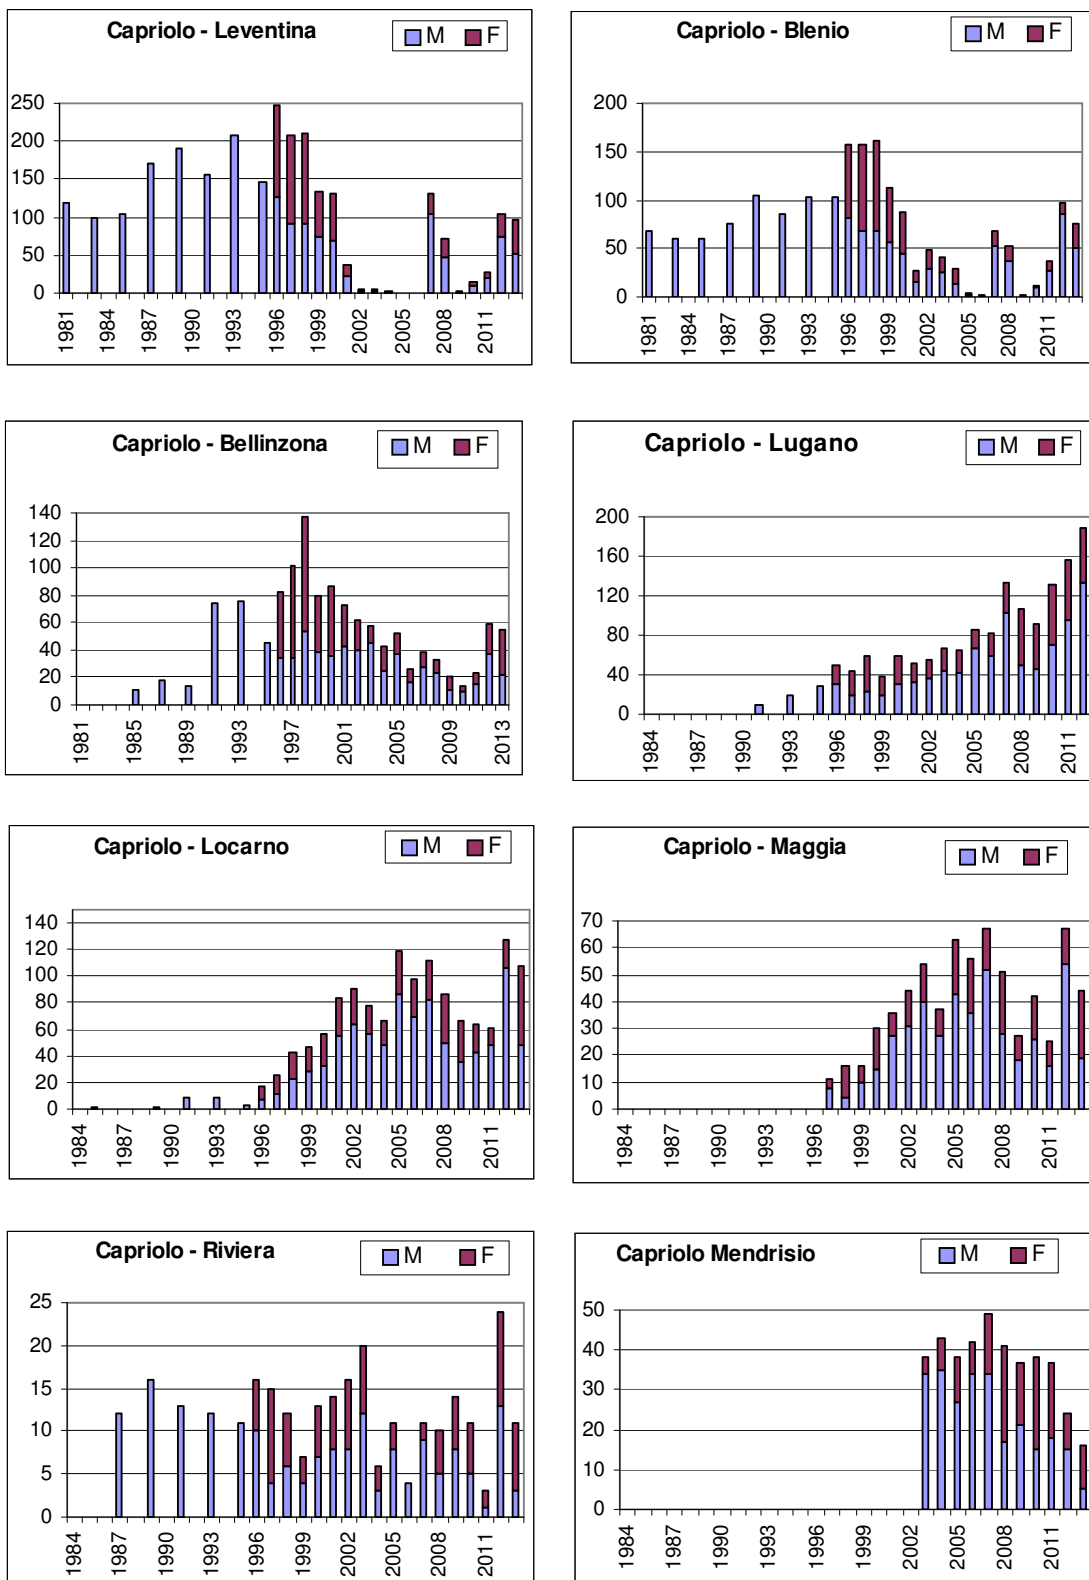 Capriolo - Leventina
M F
250
200
150
100
50
0
1981 1984 1987 1990 1993 1996 1999 2002 2005 2008 2011
Capriolo - Blenio
M F
200
150
100
50
0
1981 1984 1987 1990 1993 1996 1999 2002 2005 2008 2011
Capriolo - Bellinzona
M F
140
120
100
80
60
40
20
0
1981 1985 1989 1993 1997 2001 2005 2009 2013
Capriolo - Lugano
M F
200
160
120
80
40
0
1984 1987 1990 1993 1996 1999 2002 2005 2008 2011
Capriolo - Locarno
M F
140
120
100
80
60
40
20
0
1984 1987 1990 1993 1996 1999 2002 2005 2008 2011
Capriolo - Maggia
M F
70
60
50
40
30
20
10
0
1984 1987 1990 1993 1996 1999 2002 2005 2008 2011
Capriolo - Riviera
M F
25
20
15
10
5
0
1984 1987 1990 1993 1996 1999 2002 2005 2008 2011
Capriolo Mendrisio
M F
50
40
30
20
10
0
1984 1987 1990 1993 1996 1999 2002 2005 2008 2011